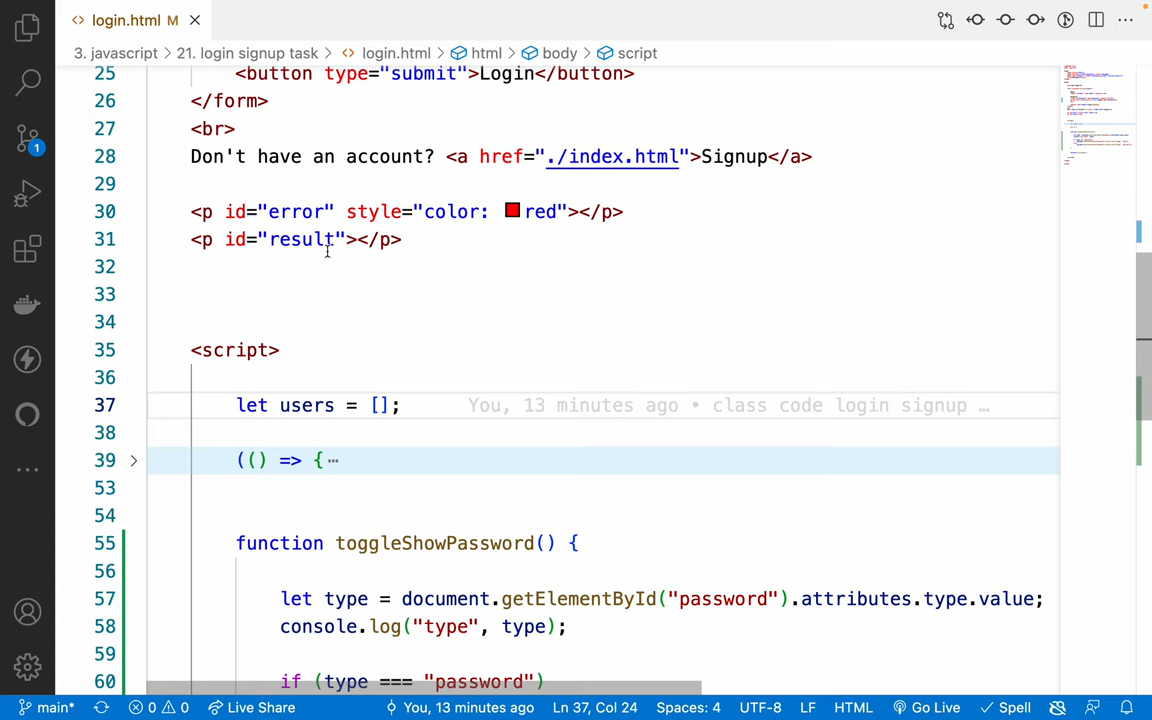 login.html M
3. javascript > 21. login signup task > login.html > html > body > script
25 <button type="submit">Login</button>
26 </form>
27 <br>
28 Don't have an account? <a href="./index.html">Signup</a>
29
30 <p id="error" style="color: red"></p>
31 <p id="result"></p>
32
33
34
35 <script>
36
37 let users = []; You, 13 minutes ago • class code login signup …
38
39 (() => {…
53
54
55 function toggleShowPassword() {
56
57 let type = document.getElementById("password").attributes.type.value;
58 console.log("type", type);
59
60 if (type === "password")
1
main* 0 0 Live Share You, 13 minutes ago Ln 37, Col 24 Spaces: 4 UTF-8 LF HTML Go Live Spell